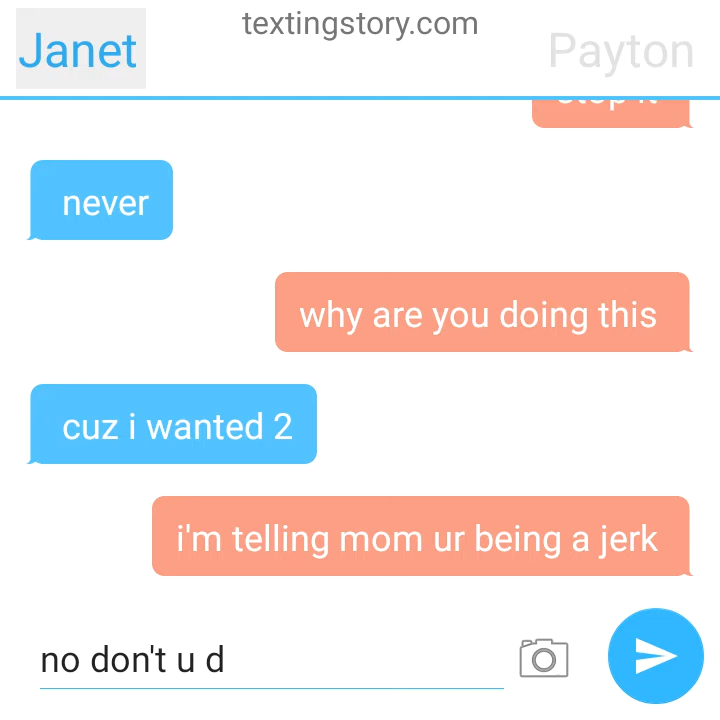 textingstory.com
Janet
Payton
stop it
never
why are you doing this
cuz i wanted 2
i'm telling mom ur being a jerk
no don't u d